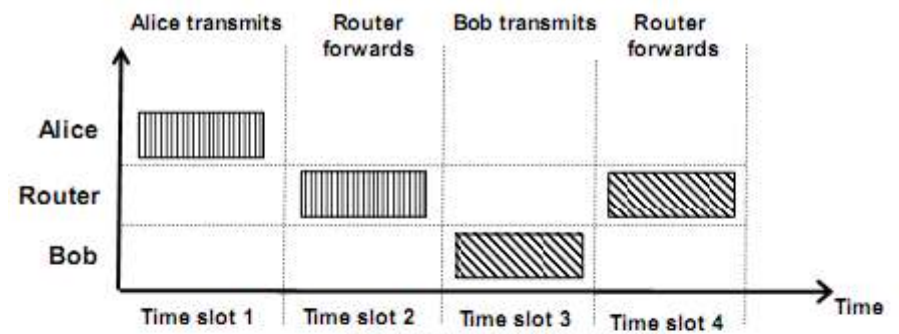 Alice transmits
Router
forwards
Bob transmits
Router
forwards
Alice
Router
Bob
Time slot 1
Time slot 2
Time slot 3
Time slot 4
Time